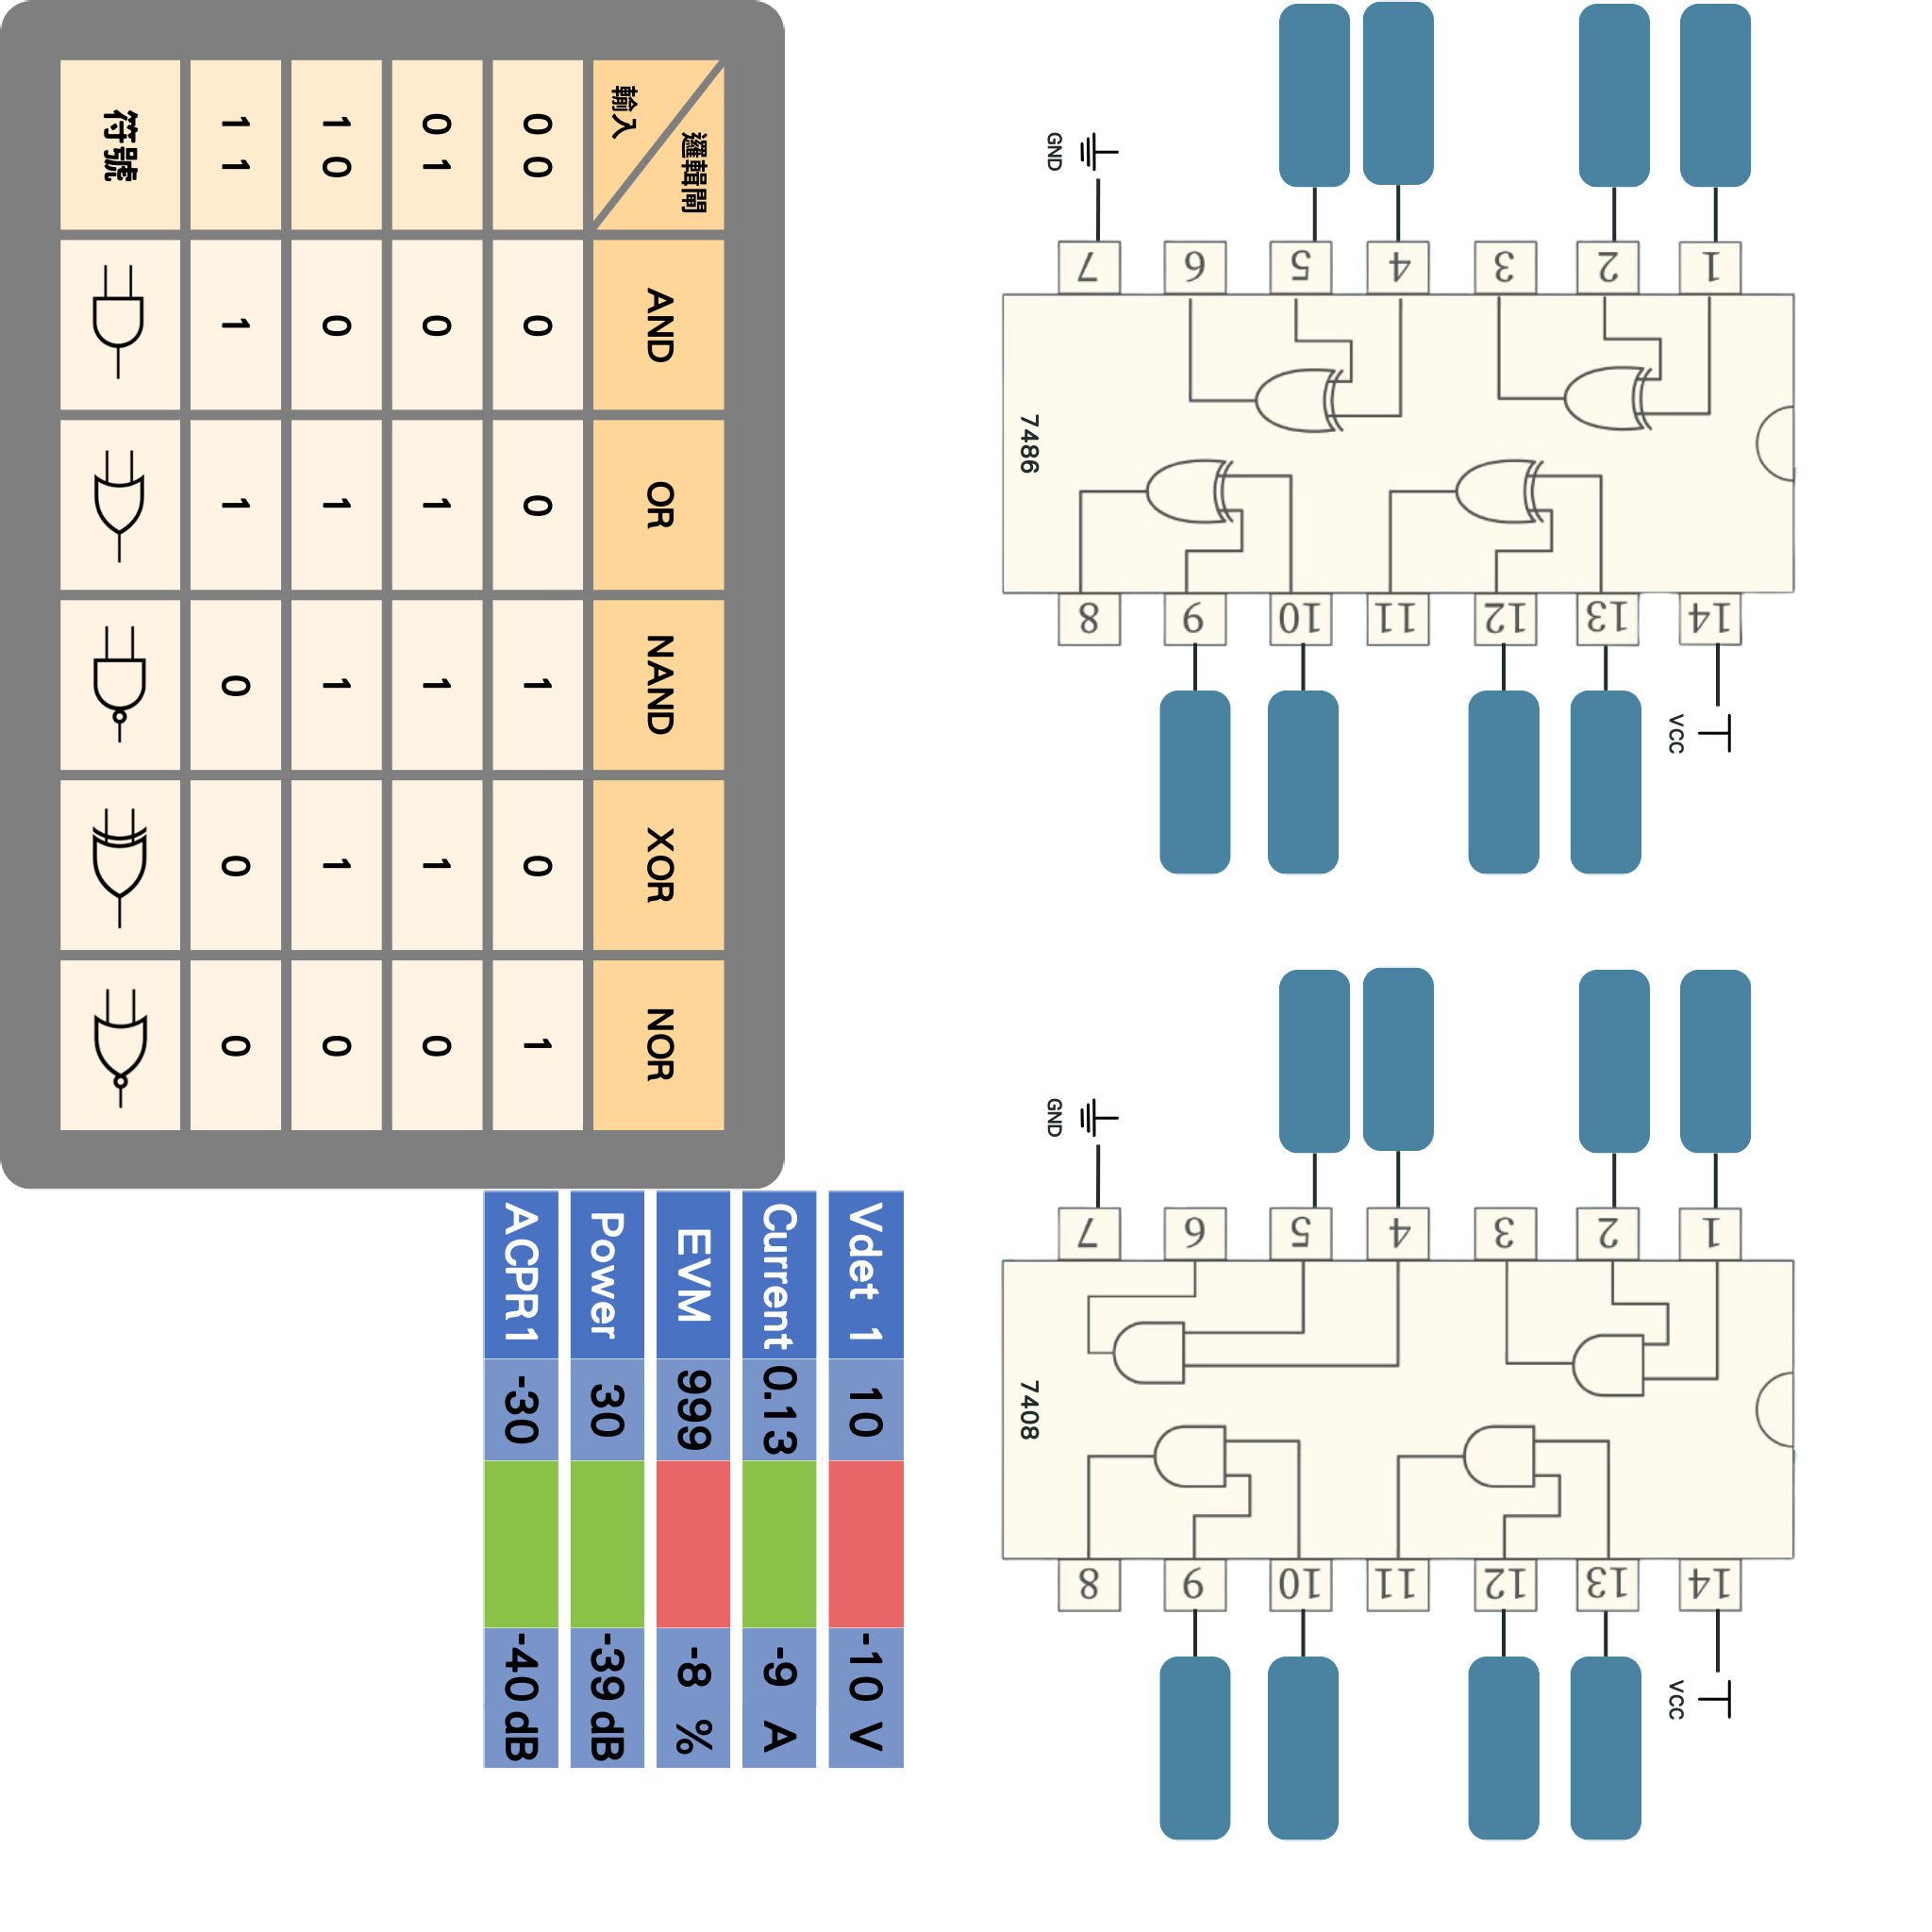 邏輯閘
輸入
AND
OR
NAND
XOR
NOR
0 0
0
0
1
0
1
0 1
0
1
1
1
0
1 0
0
1
1
1
0
1 1
1
1
0
0
0
符號
Vdet 1
10
-10 V
Current
0.13
-9 A
EVM
999
-8 %
Power
30
-39 dB
ACPR1
-30
-40 dB
VCC
14
13
12
11
10
9
8
7486
1
2
3
4
5
6
7
GND
VCC
14
13
12
11
10
9
8
7408
1
2
3
4
5
6
7
GND